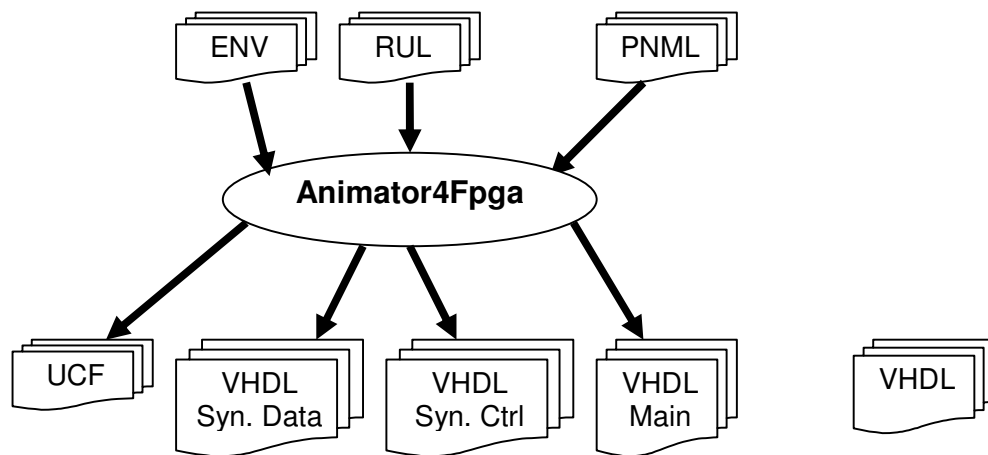 ENV
RUL
PNML
Animator4Fpga
UCF
VHDL
Syn. Data
VHDL
Syn. Ctrl
VHDL
Main
VHDL